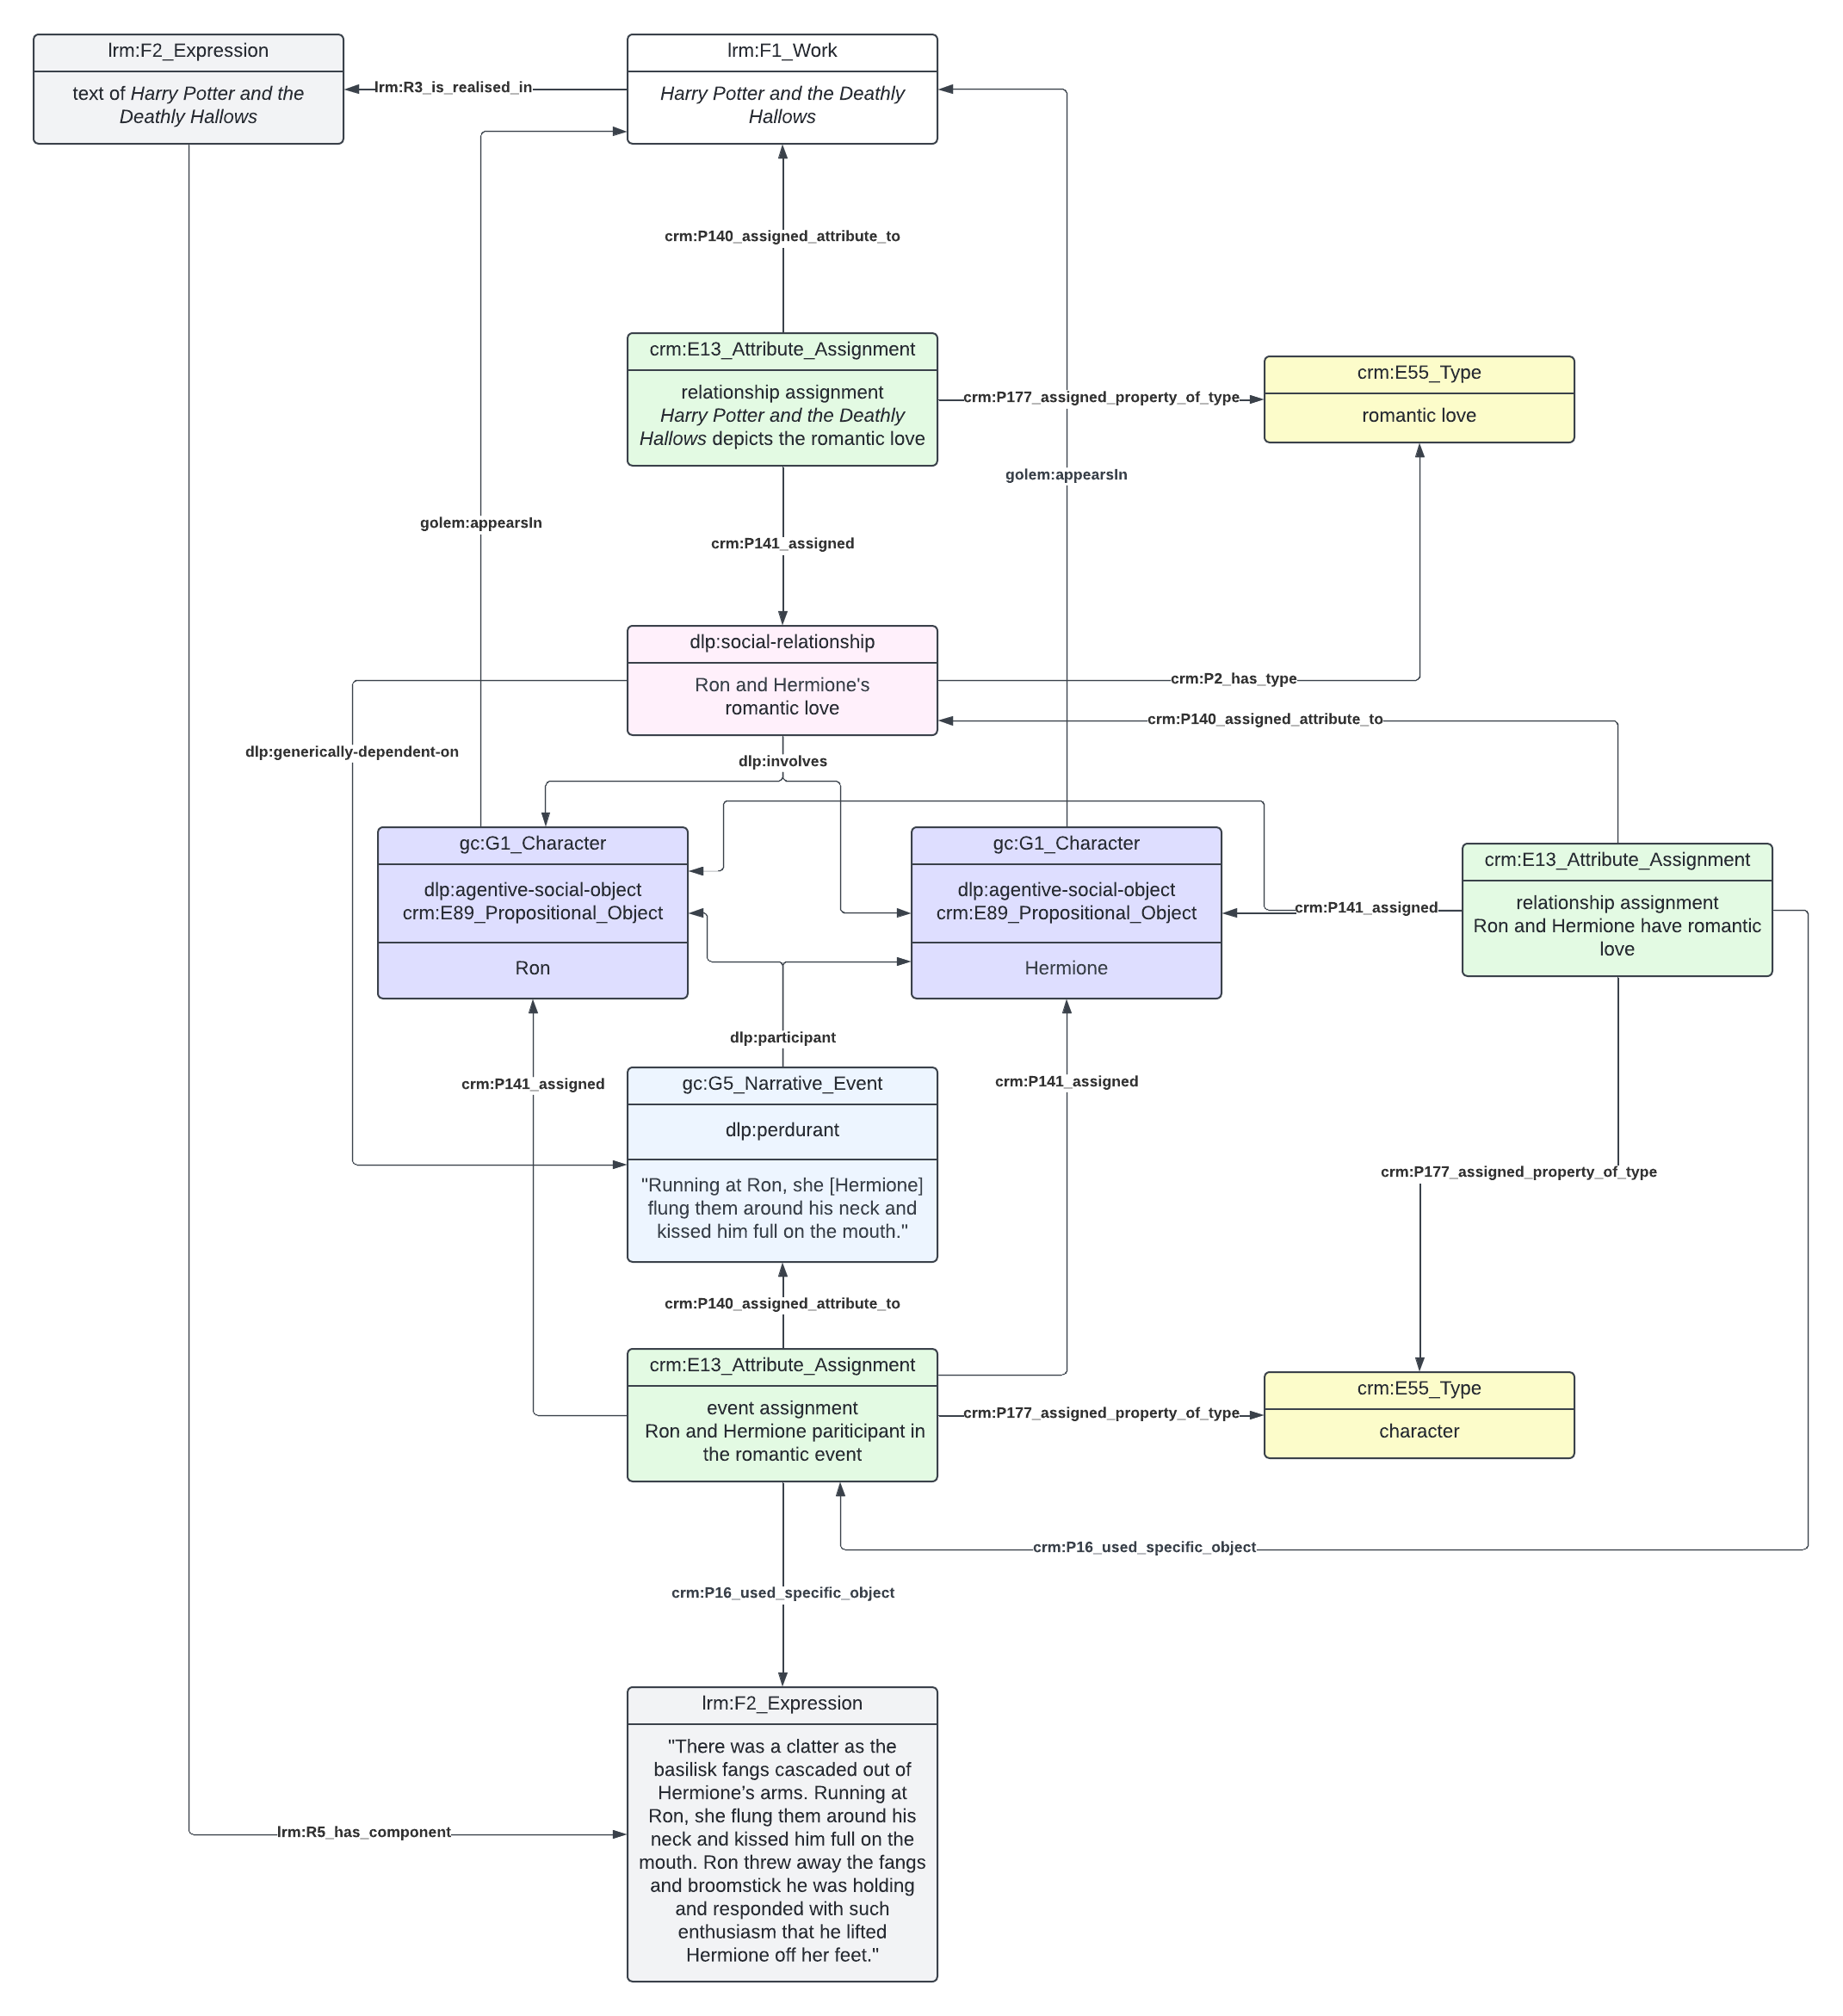 lrm:F2_Expression
text of Harry Potter and the
Deathly Hallows
lrm:R3_is_realised_in
lrm:F1_Work
Harry Potter and the Deathly
Hallows
crm:P140_assigned_attribute_to
crm:E13_Attribute_Assignment
relationship assignment
Harry Potter and the Deathly
Hallows depicts the romantic love
crm:P177_assigned_property_of_type
crm:E55_Type
romantic love
golem:appearsIn
golem:appearsIn
crm:P141_assigned
dlp:social-relationship
Ron and Hermione's
romantic love
crm:P2_has_type
crm:P140_assigned_attribute_to
dlp:generically-dependent-on
dlp:involves
gc:G1_Character
dlp:agentive-social-object
crm:E89_Propositional_Object
Ron
gc:G1_Character
dlp:agentive-social-object
crm:E89_Propositional_Object
Hermione
crm:P141_assigned
crm:E13_Attribute_Assignment
relationship assignment
Ron and Hermione have romantic
love
dlp:participant
crm:P141_assigned
crm:P141_assigned
gc:G5_Narrative_Event
dlp:perdurant
"Running at Ron, she [Hermione]
flung them around his neck and
kissed him full on the mouth."
crm:P177_assigned_property_of_type
crm:P140_assigned_attribute_to
crm:E13_Attribute_Assignment
event assignment
Ron and Hermione pariticipant in
the romantic event
crm:P177_assigned_property_of_type
crm:E55_Type
character
crm:P16_used_specific_object
crm:P16_used_specific_object
lrm:F2_Expression
"There was a clatter as the
basilisk fangs cascaded out of
Hermione’s arms. Running at
Ron, she flung them around his
neck and kissed him full on the
mouth. Ron threw away the fangs
and broomstick he was holding
and responded with such
enthusiasm that he lifted
Hermione off her feet."
lrm:R5_has_component